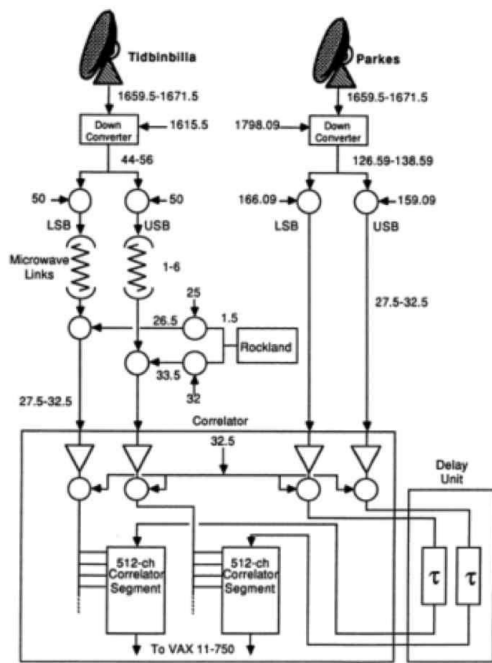 Tidbinbilla
Parkes
1659.5-1671.5
1659.5-1671.5
Down
Converter
1615.5
1798.09
Down
Converter
44-56
126.59-138.59
50
50
166.09
159.09
LSB
USB
LSB
USB
Microwave
Links
1-6
25
27.5-32.5
26.5
1.5
Rockland
33.5
32
27.5-32.5
Correlator
32.5
Delay
Unit
512-ch
Correlator
Segment
512-ch
Correlator
Segment
τ
τ
To VAX 11-750